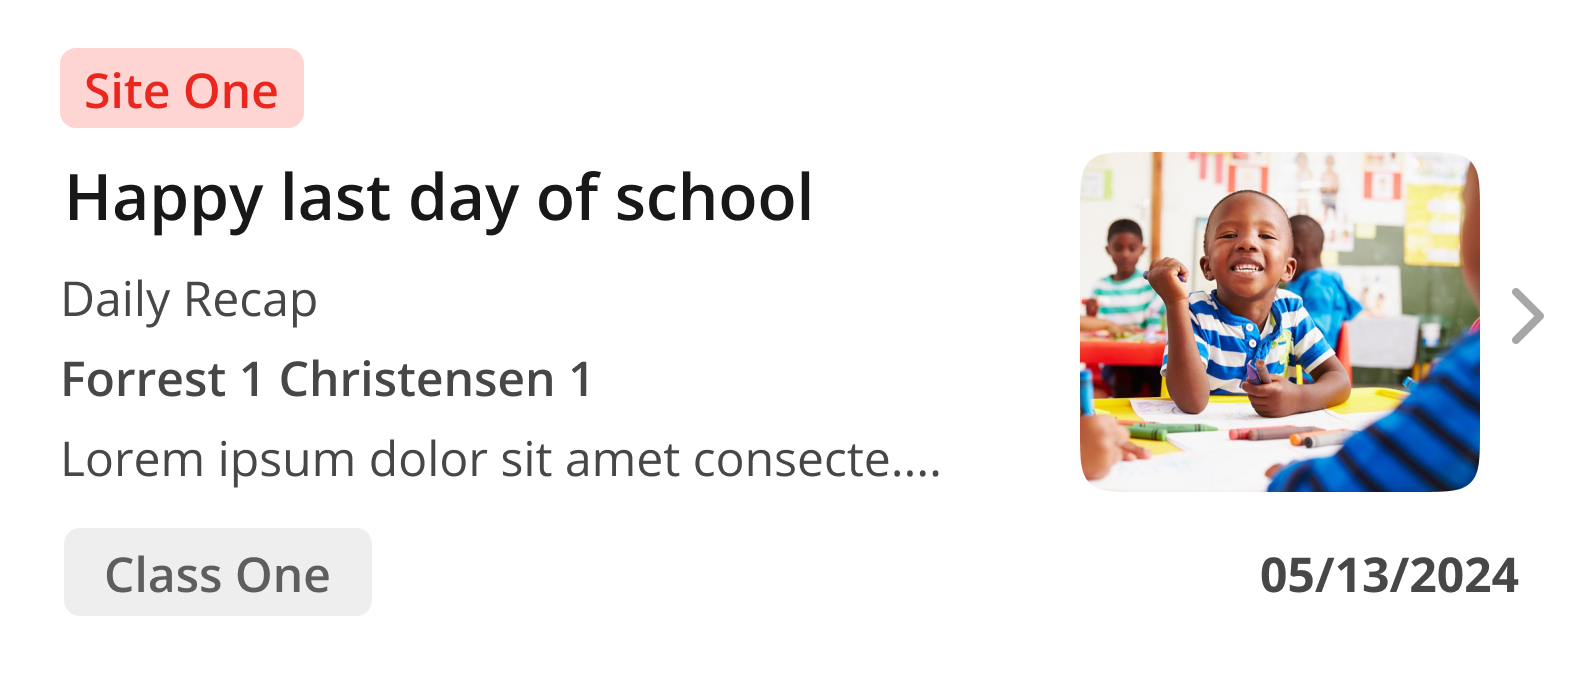 Site One
Happy last day of school
Daily Recap
Forrest 1 Christensen 1
Lorem ipsum dolor sit amet consecte....
Class One
05/13/2024